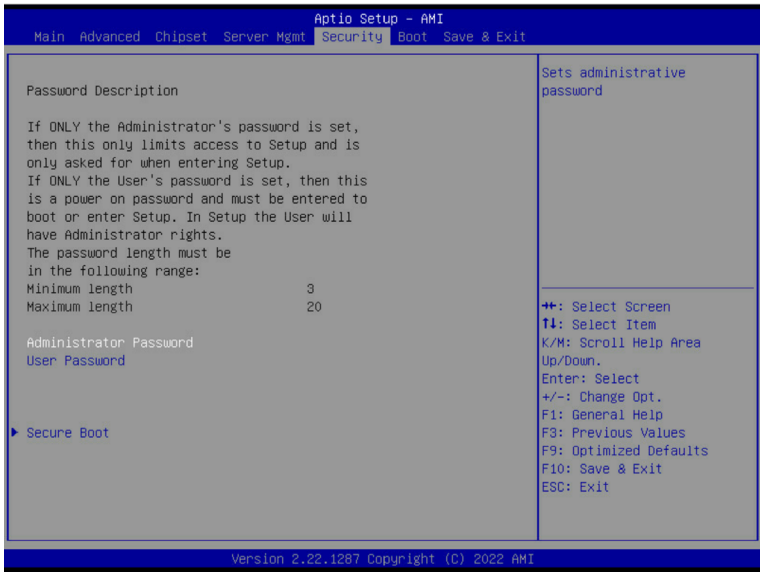 Aptio Setup - AMI
Main Advanced Chipset Server Mgmt Security Boot Save & Exit
Password Description
If ONLY the Administrator's password is set,
then this only limits access to Setup and is
only asked for when entering Setup.
If ONLY the User's password is set, then this
is a power on password and must be entered to
boot or enter Setup. In Setup the User will
have Administrator rights.
The password length must be
in the following range:
Minimum length 3
Maximum length 20
Administrator Password
User Password
Secure Boot
Sets administrative
password
→←: Select Screen
↑↓: Select Item
K/M: Scroll Help Area
Up/Down.
Enter: Select
+/-: Change Opt.
F1: General Help
F3: Previous Values
F9: Optimized Defaults
F10: Save & Exit
ESC: Exit
Version 2.22.1287 Copyright (C) 2022 AMI